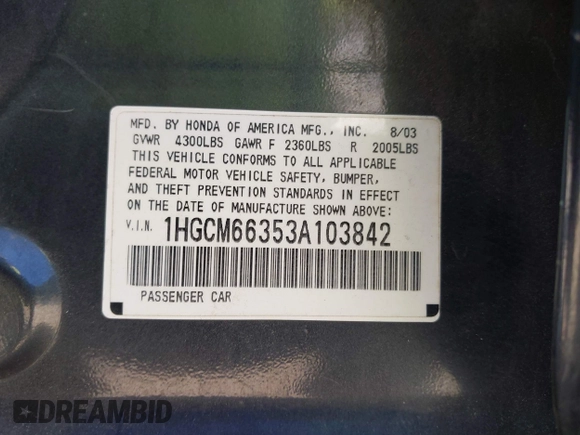 MFD. BY HONDA OF AMERICA MFG., INC. 8/03
GVWR 4300LBS GAWR F 2360LBS R 2005LBS
THIS VEHICLE CONFORMS TO ALL APPLICABLE
FEDERAL MOTOR VEHICLE SAFETY, BUMPER,
AND THEFT PREVENTION STANDARDS IN EFFECT
ON THE DATE OF MANUFACTURE SHOWN ABOVE:
V.I.N. 1HGCM66353A103842
PASSENGER CAR
DREAMBID